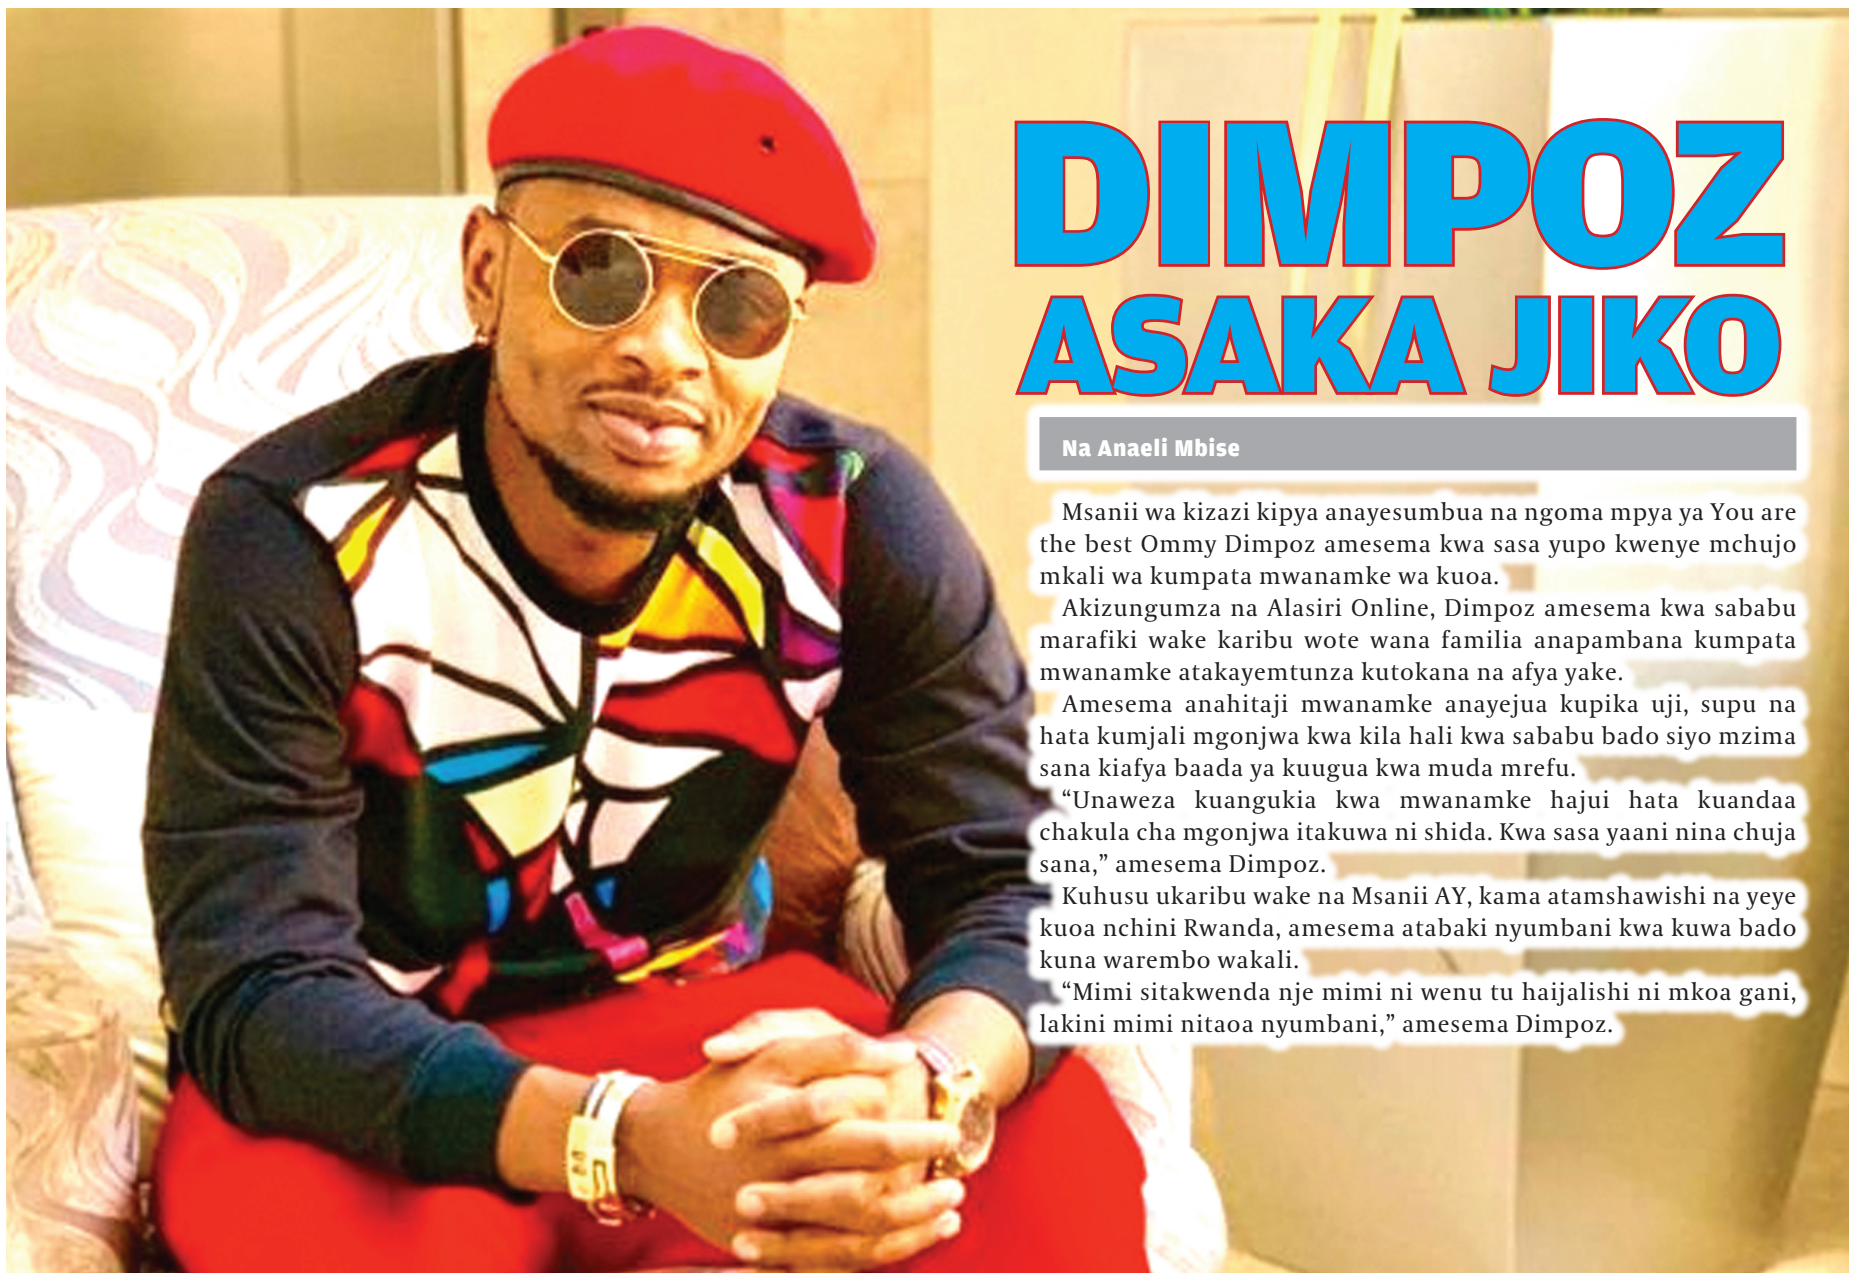 DIMPOZ
ASAKA JIKO
Na Anaeli Mbise
Msanii wa kizazi kipya anayesumbua na ngoma mpya ya You are
the best Ommy Dimpoz amesema kwa sasa yupo kwenye mchujo
mkali wa kumpata mwanamke wa kuoa.
Akizungumza na Alasiri Online, Dimpoz amesema kwa sababu
marafiki wake karibu wote wana familia anapambana kumpata
mwanamke atakayemtunza kutokana na afya yake.
Amesema anahitaji mwanamke anayejua kupika uji, supu na
hata kumjali mgonjwa kwa kila hali kwa sababu bado siyo mzima
sana kiafya baada ya kuugua kwa muda mrefu.
“Unaweza kuangukia kwa mwanamke hajui hata kuandaa
chakula cha mgonjwa itakuwa ni shida. Kwa sasa yaani nina chuja
sana,” amesema Dimpoz.
Kuhusu ukaribu wake na Msanii AY, kama atamshawishi na yeye
kuoa nchini Rwanda, amesema atabaki nyumbani kwa kuwa bado
kuna warembo wakali.
“Mimi sitakwenda nje mimi ni wenu tu haijalishi ni mkoa gani,
lakini mimi nitaoa nyumbani,” amesema Dimpoz.